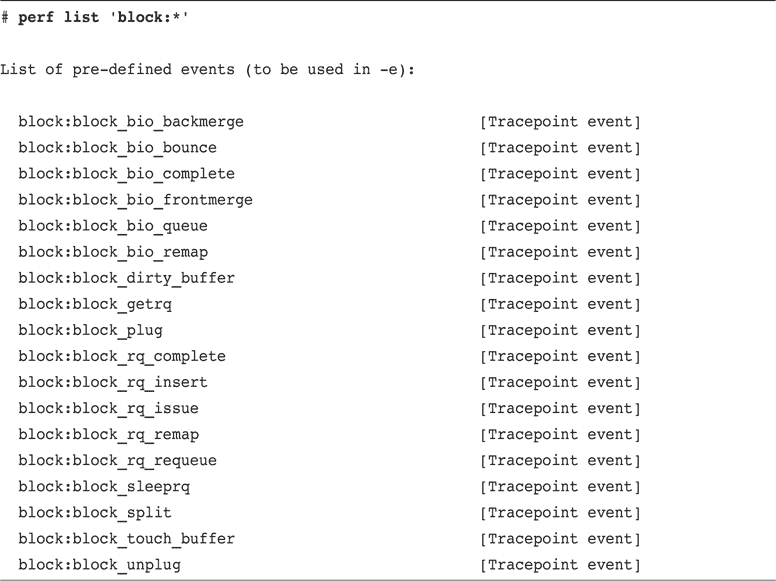 # perf list 'block:*'
List of pre-defined events (to be used in -e):
block:block_bio_backmerge [Tracepoint event]
block:block_bio_bounce [Tracepoint event]
block:block_bio_complete [Tracepoint event]
block:block_bio_frontmerge [Tracepoint event]
block:block_bio_queue [Tracepoint event]
block:block_bio_remap [Tracepoint event]
block:block_dirty_buffer [Tracepoint event]
block:block_getrq [Tracepoint event]
block:block_plug [Tracepoint event]
block:block_rq_complete [Tracepoint event]
block:block_rq_insert [Tracepoint event]
block:block_rq_issue [Tracepoint event]
block:block_rq_remap [Tracepoint event]
block:block_rq_requeue [Tracepoint event]
block:block_sleeprq [Tracepoint event]
block:block_split [Tracepoint event]
block:block_touch_buffer [Tracepoint event]
block:block_unplug [Tracepoint event]